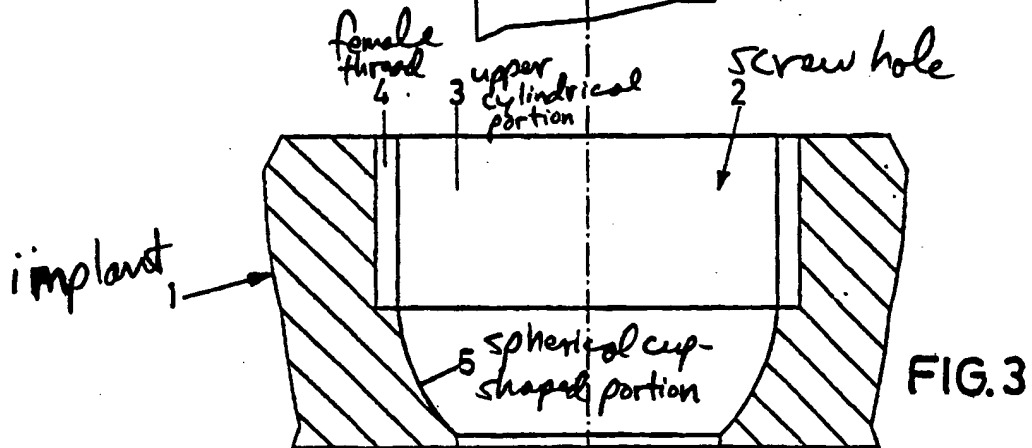 female
thread
4
3 upper
cylindrical
portion
screw hole
2
implant
1
5 spherical cup-
shaped portion
FIG. 3